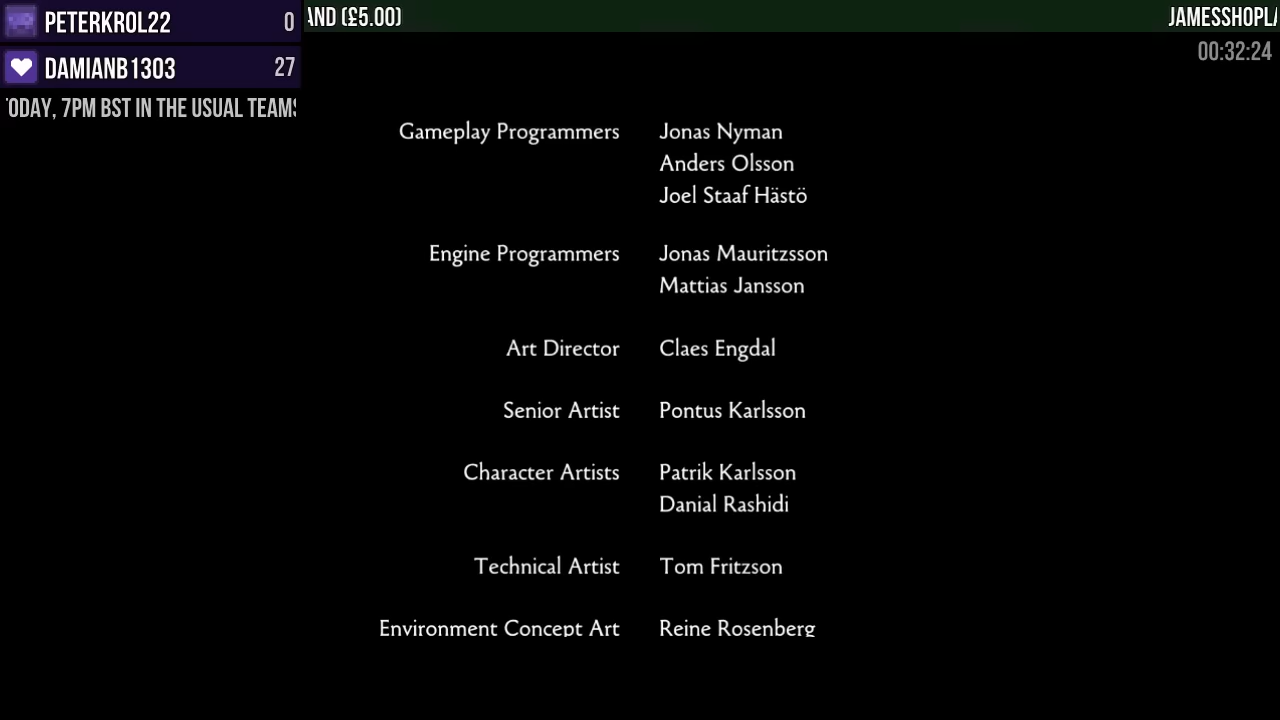 PETERKROL22 0
AND (£5.00)
JAMESSHOPLA
DAMIANB1303 27
00:32:24
TODAY, 7PM BST IN THE USUAL TEAMS
Gameplay Programmers Jonas Nyman
Anders Olsson
Joel Staaf Hästö
Engine Programmers Jonas Mauritzsson
Mattias Jansson
Art Director Claes Engdal
Senior Artist Pontus Karlsson
Character Artists Patrik Karlsson
Danial Rashidi
Technical Artist Tom Fritzson
Environment Concept Art Reine Rosenberg